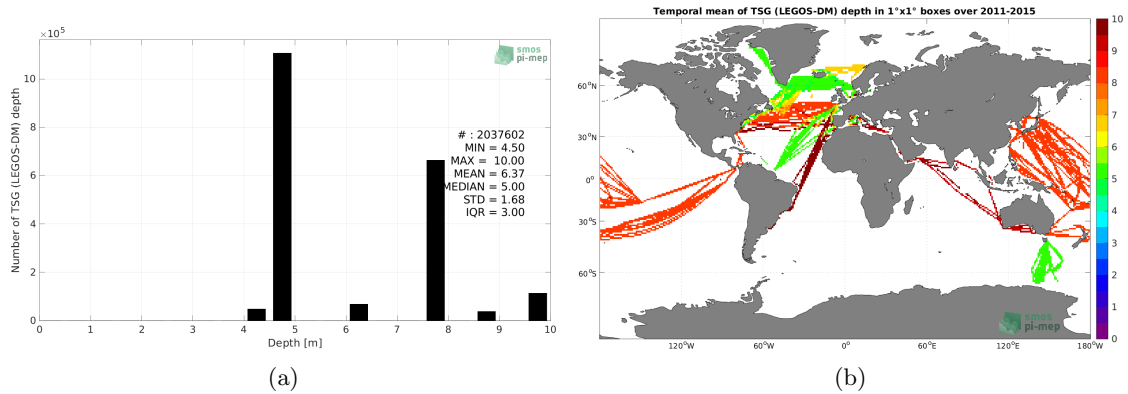 Temporal mean of TSG (LEGOS-DM) depth in 1°x1° boxes over 2011-2015
×10⁵
smos
pi-mep
Number of TSG (LEGOS-DM) depth
10
8
6
4
2
0
# : 2037602
MIN = 4.50
MAX = 10.00
MEAN = 6.37
MEDIAN = 5.00
STD = 1.68
IQR = 3.00
0 1 2 3 4 5 6 7 8 9 10
Depth [m]
(a)
60°N
30°N
0°
30°S
60°S
120°W 60°W 0° 60°E 120°E 180°W
smos
pi-mep
10
9
8
7
6
5
4
3
2
1
0
(b)